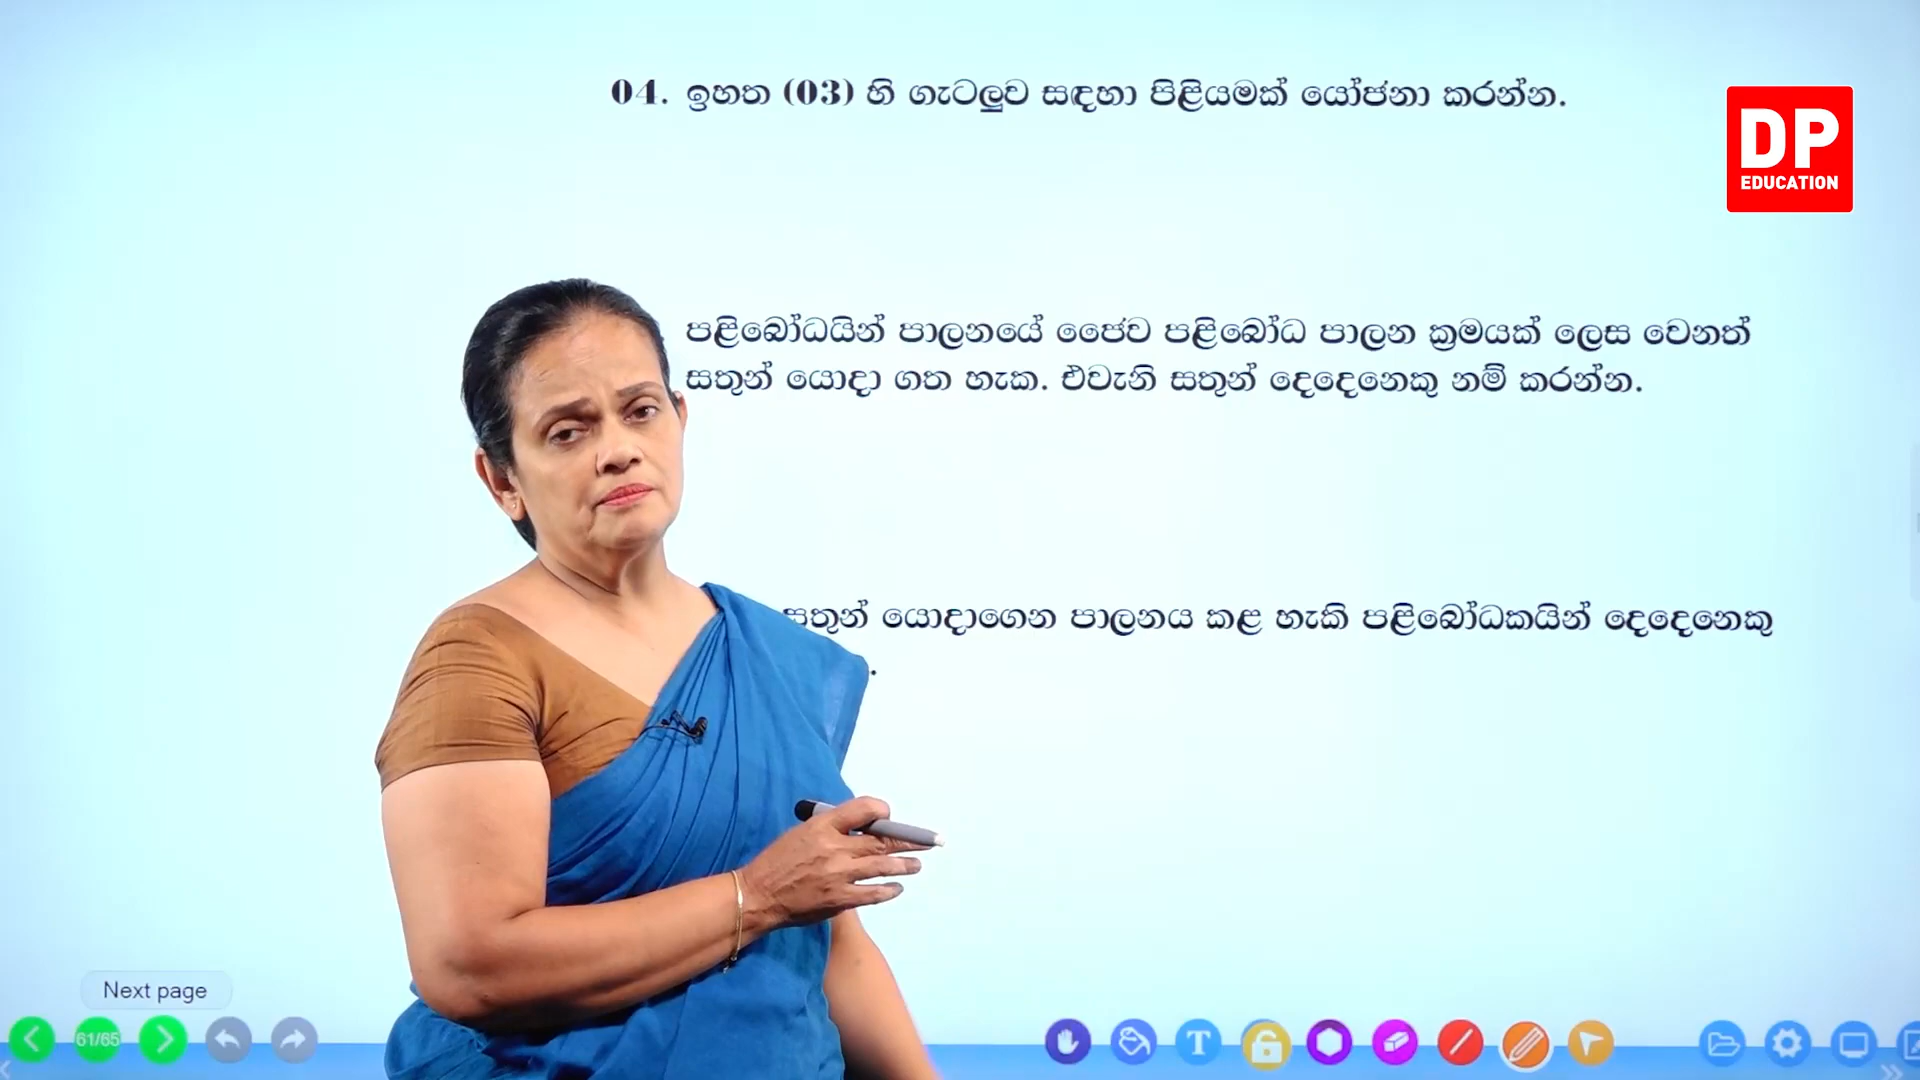 04. ඉහත (03) හි ගැටලුව සඳහා පිළියමක් යෝජනා කරන්න.
DP
EDUCATION
පළිබෝධයින් පාලනයේ ජෛව පළිබෝධ පාලන ක්‍රමයක් ලෙස වෙනත්
සතුන් යොදා ගත හැක. එවැනි සතුන් දෙදෙනෙකු නම් කරන්න.
සතුන් යොදාගෙන පාලනය කළ හැකි පළිබෝධකයින් දෙදෙනෙකු
.
Next page
61/65
T